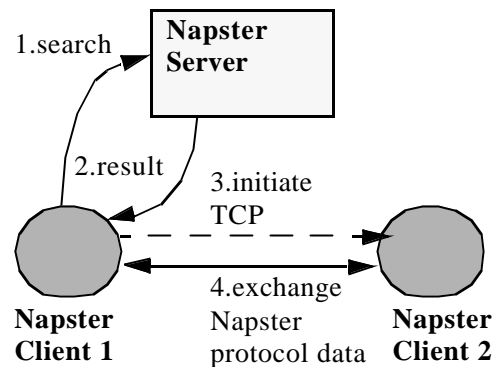 1.search
Napster
Server
2.result
3.initiate
TCP
4.exchange
Napster
protocol data
Napster
Client 1
Napster
Client 2